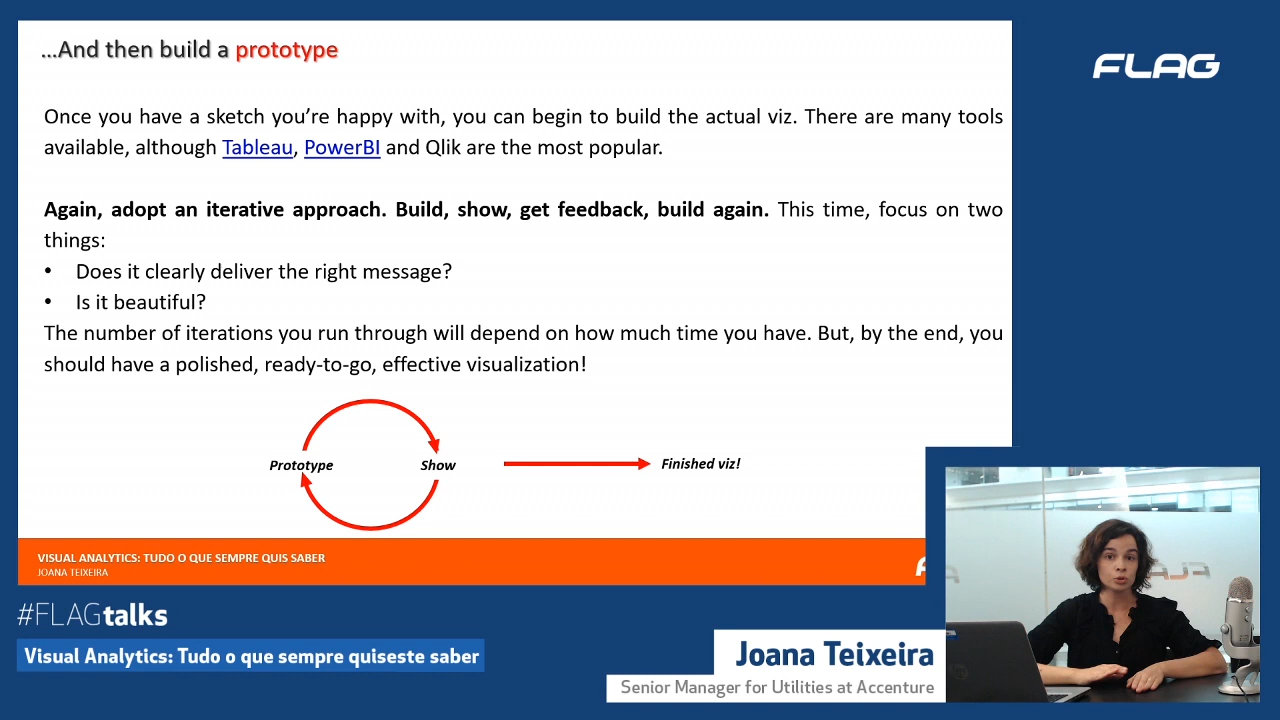 ...And then build a prototype
FLAG
Once you have a sketch you're happy with, you can begin to build the actual viz. There are many tools
available, although Tableau, PowerBI and Qlik are the most popular.
Again, adopt an iterative approach. Build, show, get feedback, build again. This time, focus on two
things:
• Does it clearly deliver the right message?
• Is it beautiful?
The number of iterations you run through will depend on how much time you have. But, by the end, you
should have a polished, ready-to-go, effective visualization!
Prototype
Show
Finished viz!
VISUAL ANALYTICS: TUDO O QUE SEMPRE QUIS SABER
JOANA TEIXEIRA
#FLAGtalks
Visual Analytics: Tudo o que sempre quiseste saber
Joana Teixeira
Senior Manager for Utilities at Accenture